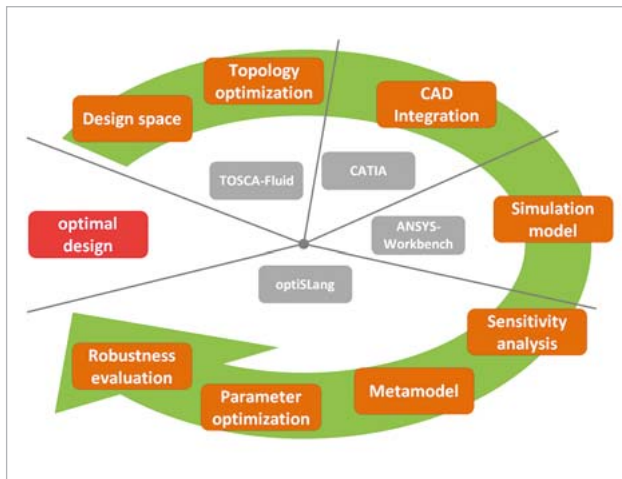 Topology
optimization
Design space
CAD
Integration
TOSCA-Fluid
CATIA
optimal
design
ANSYS-
Workbench
Simulation
model
optiSLang
Sensitivity
analysis
Robustness
evaluation
Parameter
optimization
Metamodel